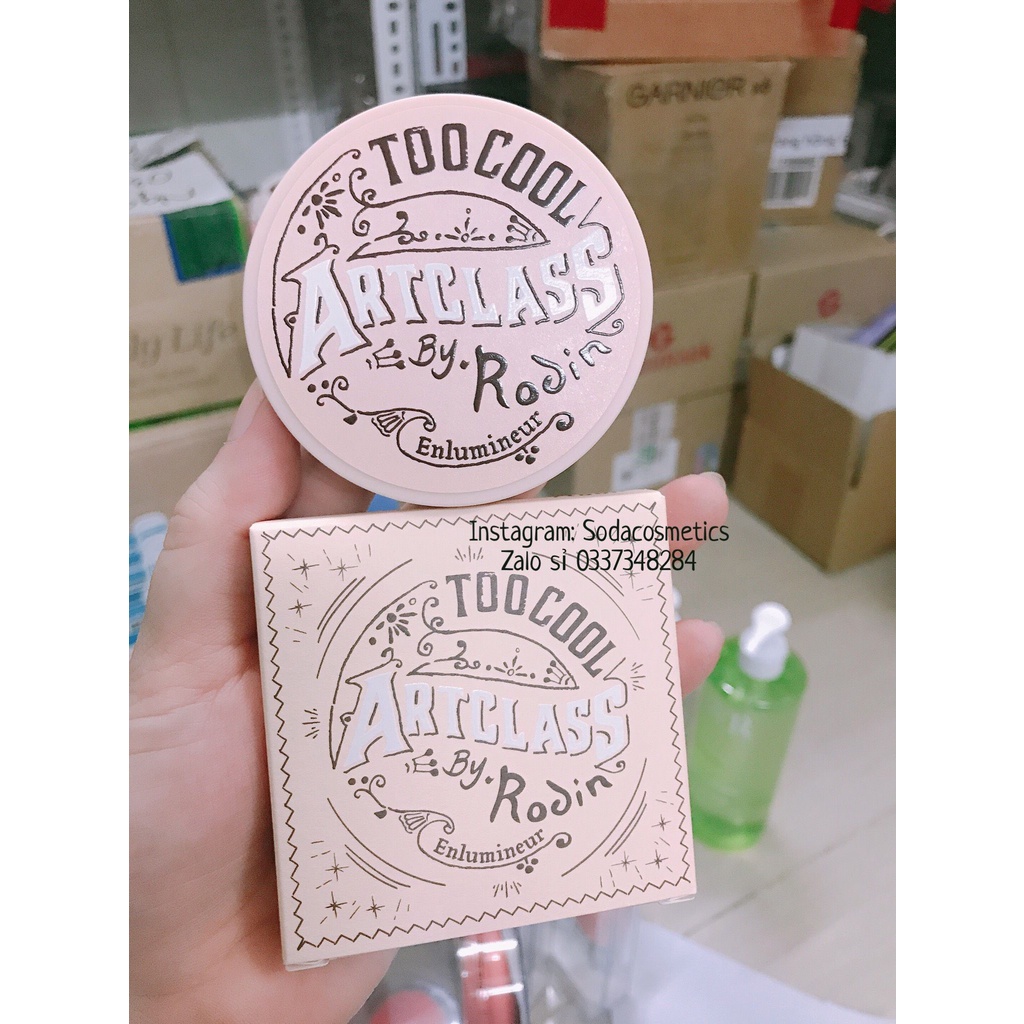 GARNIER
TOO COOL
ARTCLASS
By. Rodin
Enlumineur
Instagram: Sodacosmetics
Zalo sỉ 0337348284
TOO COOL
ARTCLASS
By. Rodin
Enlumineur